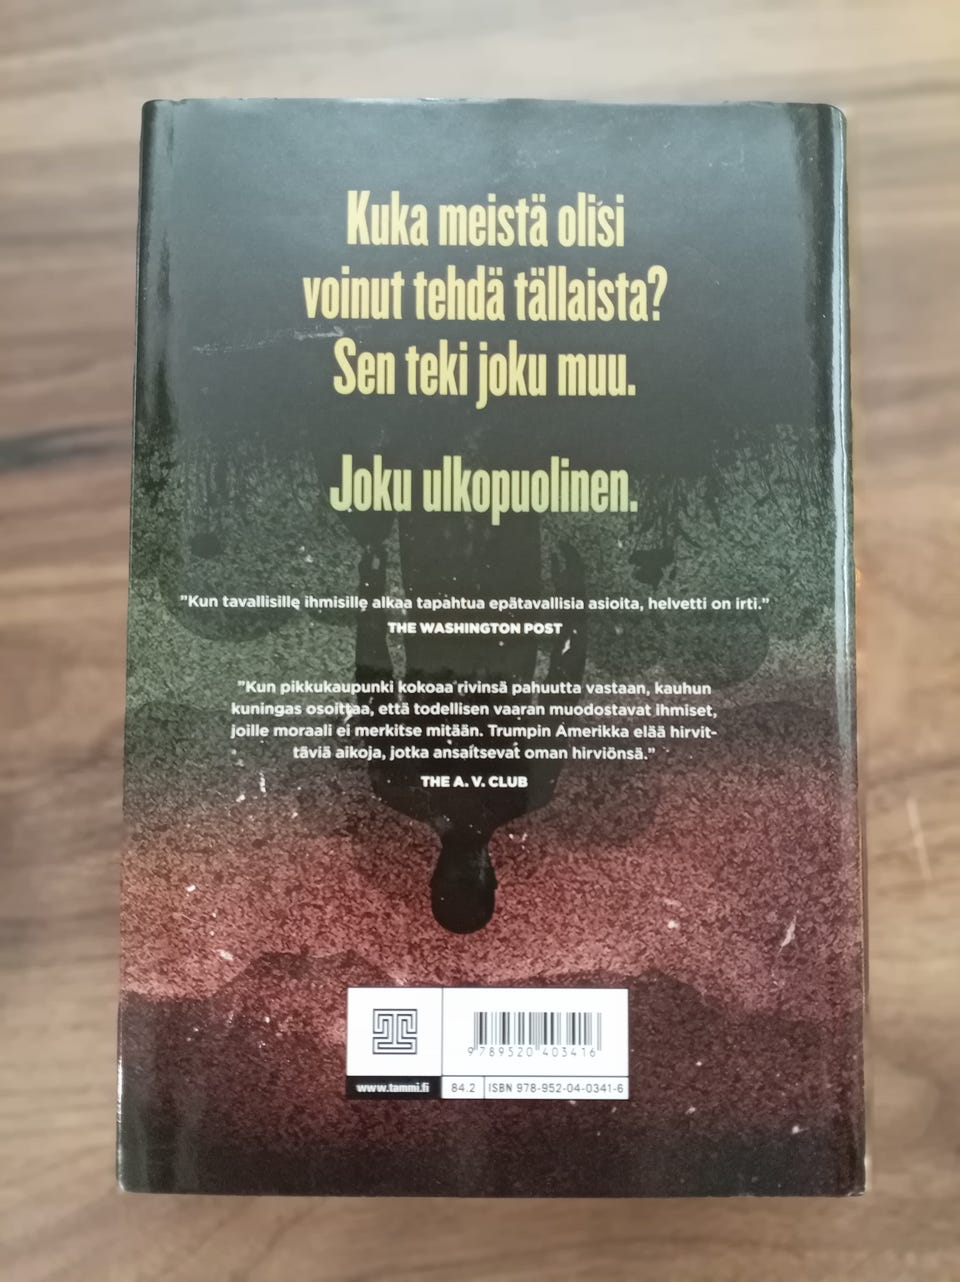 Kuka meistä olisi
voinut tehdä tällaista?
Sen teki joku muu.
Joku ulkopuolinen.
”Kun tavallisille ihmisille alkaa tapahtua epätavallisia asioita, helvetti on irti.”
THE WASHINGTON POST
”Kun pikkukaupunki kokoaa rivinsä pahuutta vastaan, kauhun
kuningas osoittaa, että todellisen vaaran muodostavat ihmiset,
joille moraali ei merkitse mitään. Trumpin Amerikka elää hirvit-
täviä aikoja, jotka ansaitsevat oman hirviönsä.”
THE A. V. CLUB
9 789520 403416
www.tammi.fi 84.2 ISBN 978-952-04-0341-6